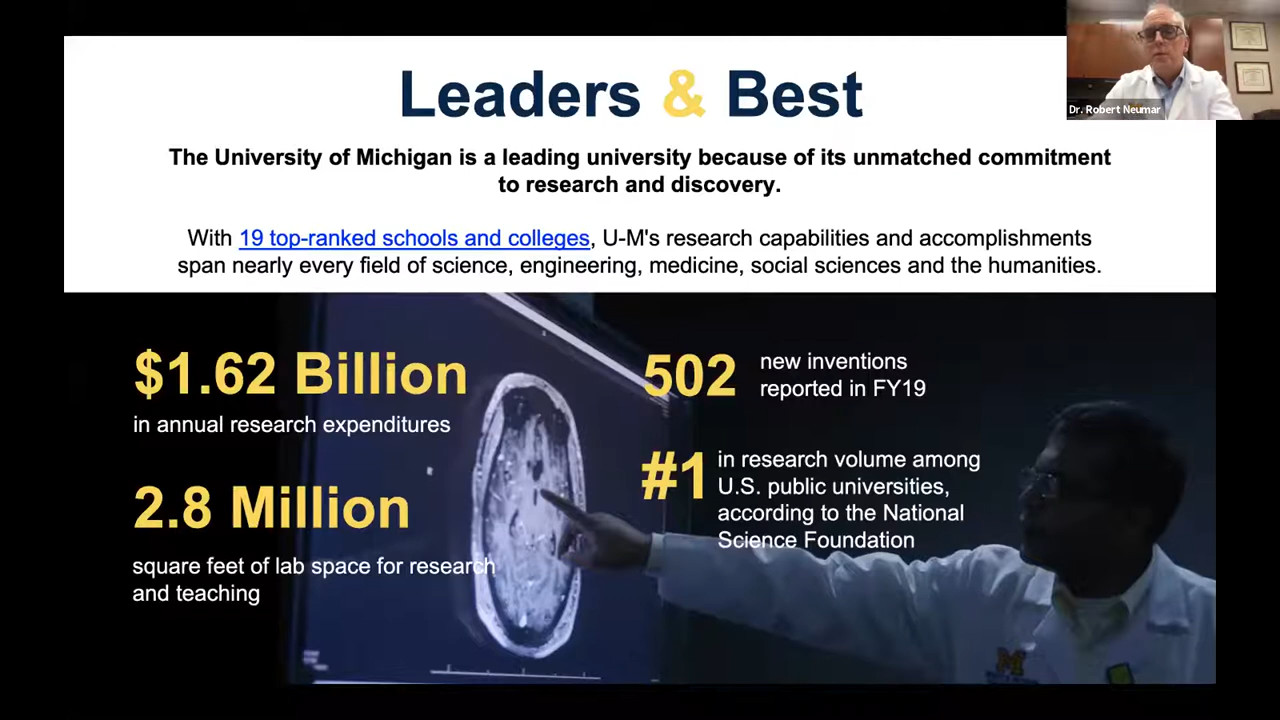 Leaders & Best
Dr. Robert Neumar
The University of Michigan is a leading university because of its unmatched commitment
to research and discovery.
With 19 top-ranked schools and colleges, U-M's research capabilities and accomplishments
span nearly every field of science, engineering, medicine, social sciences and the humanities.
$1.62 Billion
in annual research expenditures
2.8 Million
square feet of lab space for research
and teaching
502
new inventions
reported in FY19
#1
in research volume among
U.S. public universities,
according to the National
Science Foundation
M